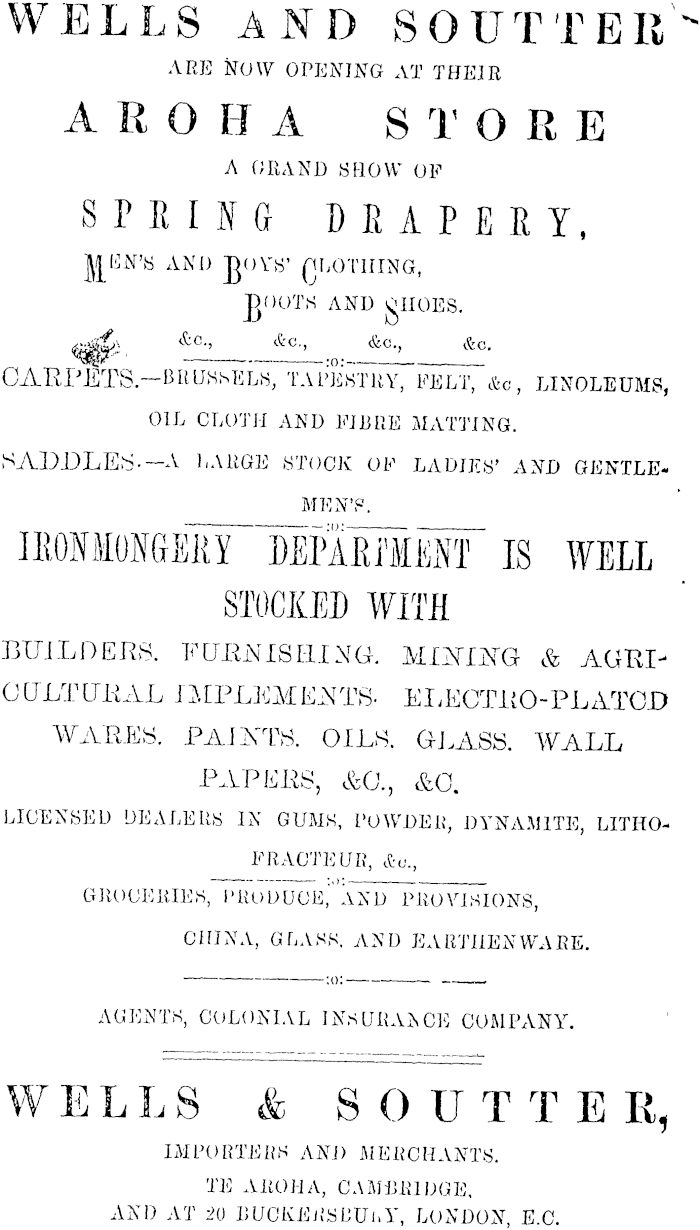 WELLS AND SOUTTER
ARE NOW OPENING AT THEIR
AROHA STORE
A GRAND SHOW OF
SPRING DRAPERY,
MEN'S AND BOYS' CLOTHING,
BOOTS AND SHOES.
&c., &c., &c., &c.
:o:
CARPETS.—BRUSSELS, TAPESTRY, FELT, &c, LINOLEUMS,
OIL CLOTH AND FIBRE MATTING.
SADDLES.—A LARGE STOCK OF LADIES' AND GENTLE-
MEN'S.
:o:
IRONMONGERY DEPARTMENT IS WELL
STOCKED WITH
BUILDERS. FURNISHING. MINING & AGRI-
CULTURAL IMPLEMENTS. ELECTRO-PLATCD
WARES. PAINTS. OILS. GLASS. WALL
PAPERS, &C., &C.
LICENSED DEALERS IN GUMS, POWDER, DYNAMITE, LITHO-
FRACTEUR, &c.,
:o:
GROCERIES, PRODUCE, AND PROVISIONS,
CHINA, GLASS, AND EARTHENWARE.
:o:
AGENTS, COLONIAL INSURANCE COMPANY.
WELLS & SOUTTER,
IMPORTERS AND MERCHANTS.
TE AROHA, CAMBRIDGE,
AND AT 20 BUCKERSBURY, LONDON, E.C.